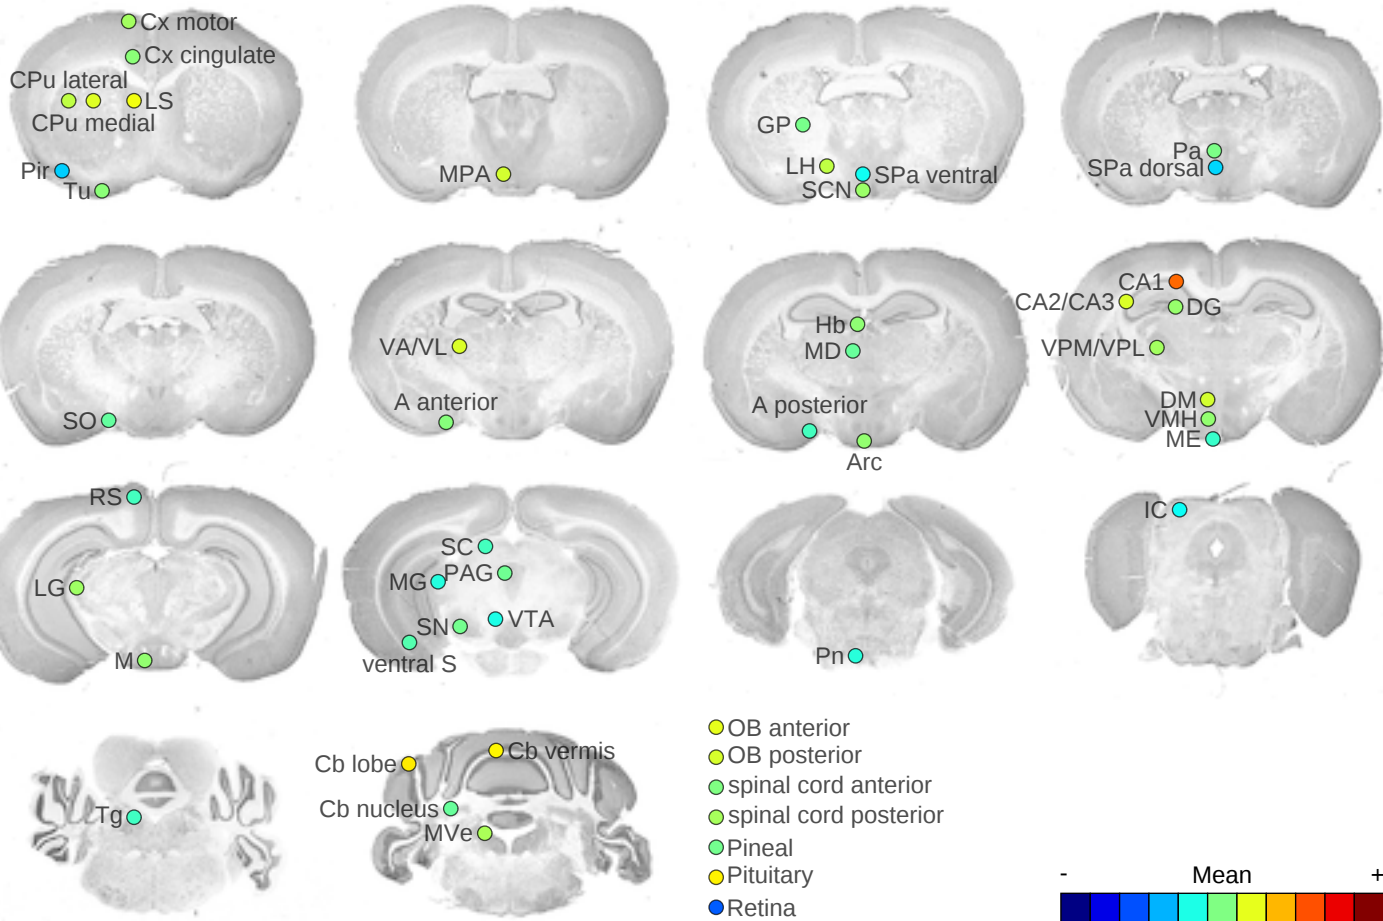 Cx motor
Cx cingulate
CPu lateral
LS
CPu medial
Pir
Tu
MPA
GP
LH
SPa ventral
SCN
Pa
SPa dorsal
SO
VA/VL
A anterior
Hb
MD
A posterior
Arc
CA1
CA2/CA3
DG
VPM/VPL
DM
VMH
ME
RS
LG
M
SC
MG
PAG
SN
VTA
ventral S
Pn
IC
Tg
Cb lobe
Cb vermis
Cb nucleus
MVe
OB anterior
OB posterior
spinal cord anterior
spinal cord posterior
Pineal
Pituitary
Retina
- Mean +